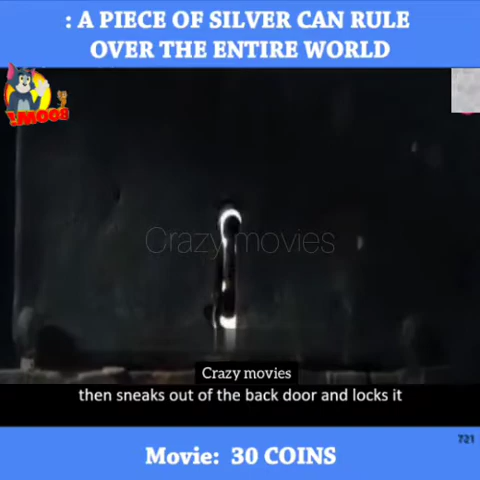 : A PIECE OF SILVER CAN RULE
OVER THE ENTIRE WORLD
BOOM!
Crazy movies
Crazy movies
then sneaks out of the back door and locks it
721
Movie: 30 COINS